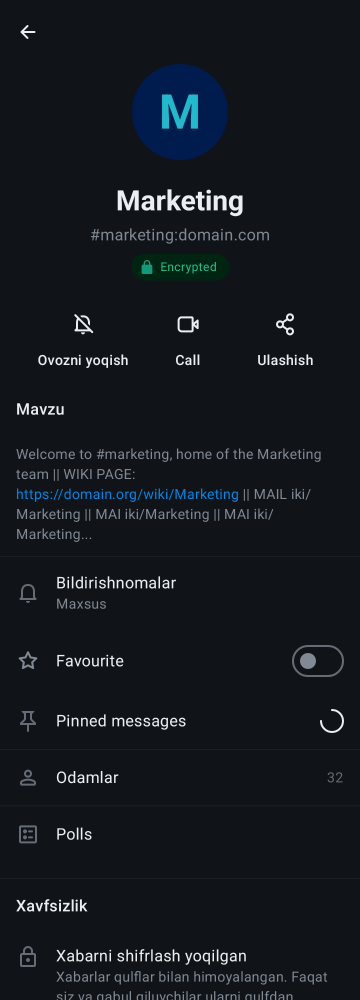 M
Marketing
#marketing:domain.com
Encrypted
Ovozni yoqish
Call
Ulashish
Mavzu
Welcome to #marketing, home of the Marketing
team || WIKI PAGE:
https://domain.org/wiki/Marketing || MAIL iki/
Marketing || MAI iki/Marketing || MAI iki/
Marketing...
Bildirishnomalar
Maxsus
Favourite
Pinned messages
Odamlar
32
Polls
Xavfsizlik
Xabarni shifrlash yoqilgan
Xabarlar qulflar bilan himoyalangan. Faqat
siz va qabul qiluvchilar ularni qulfdan